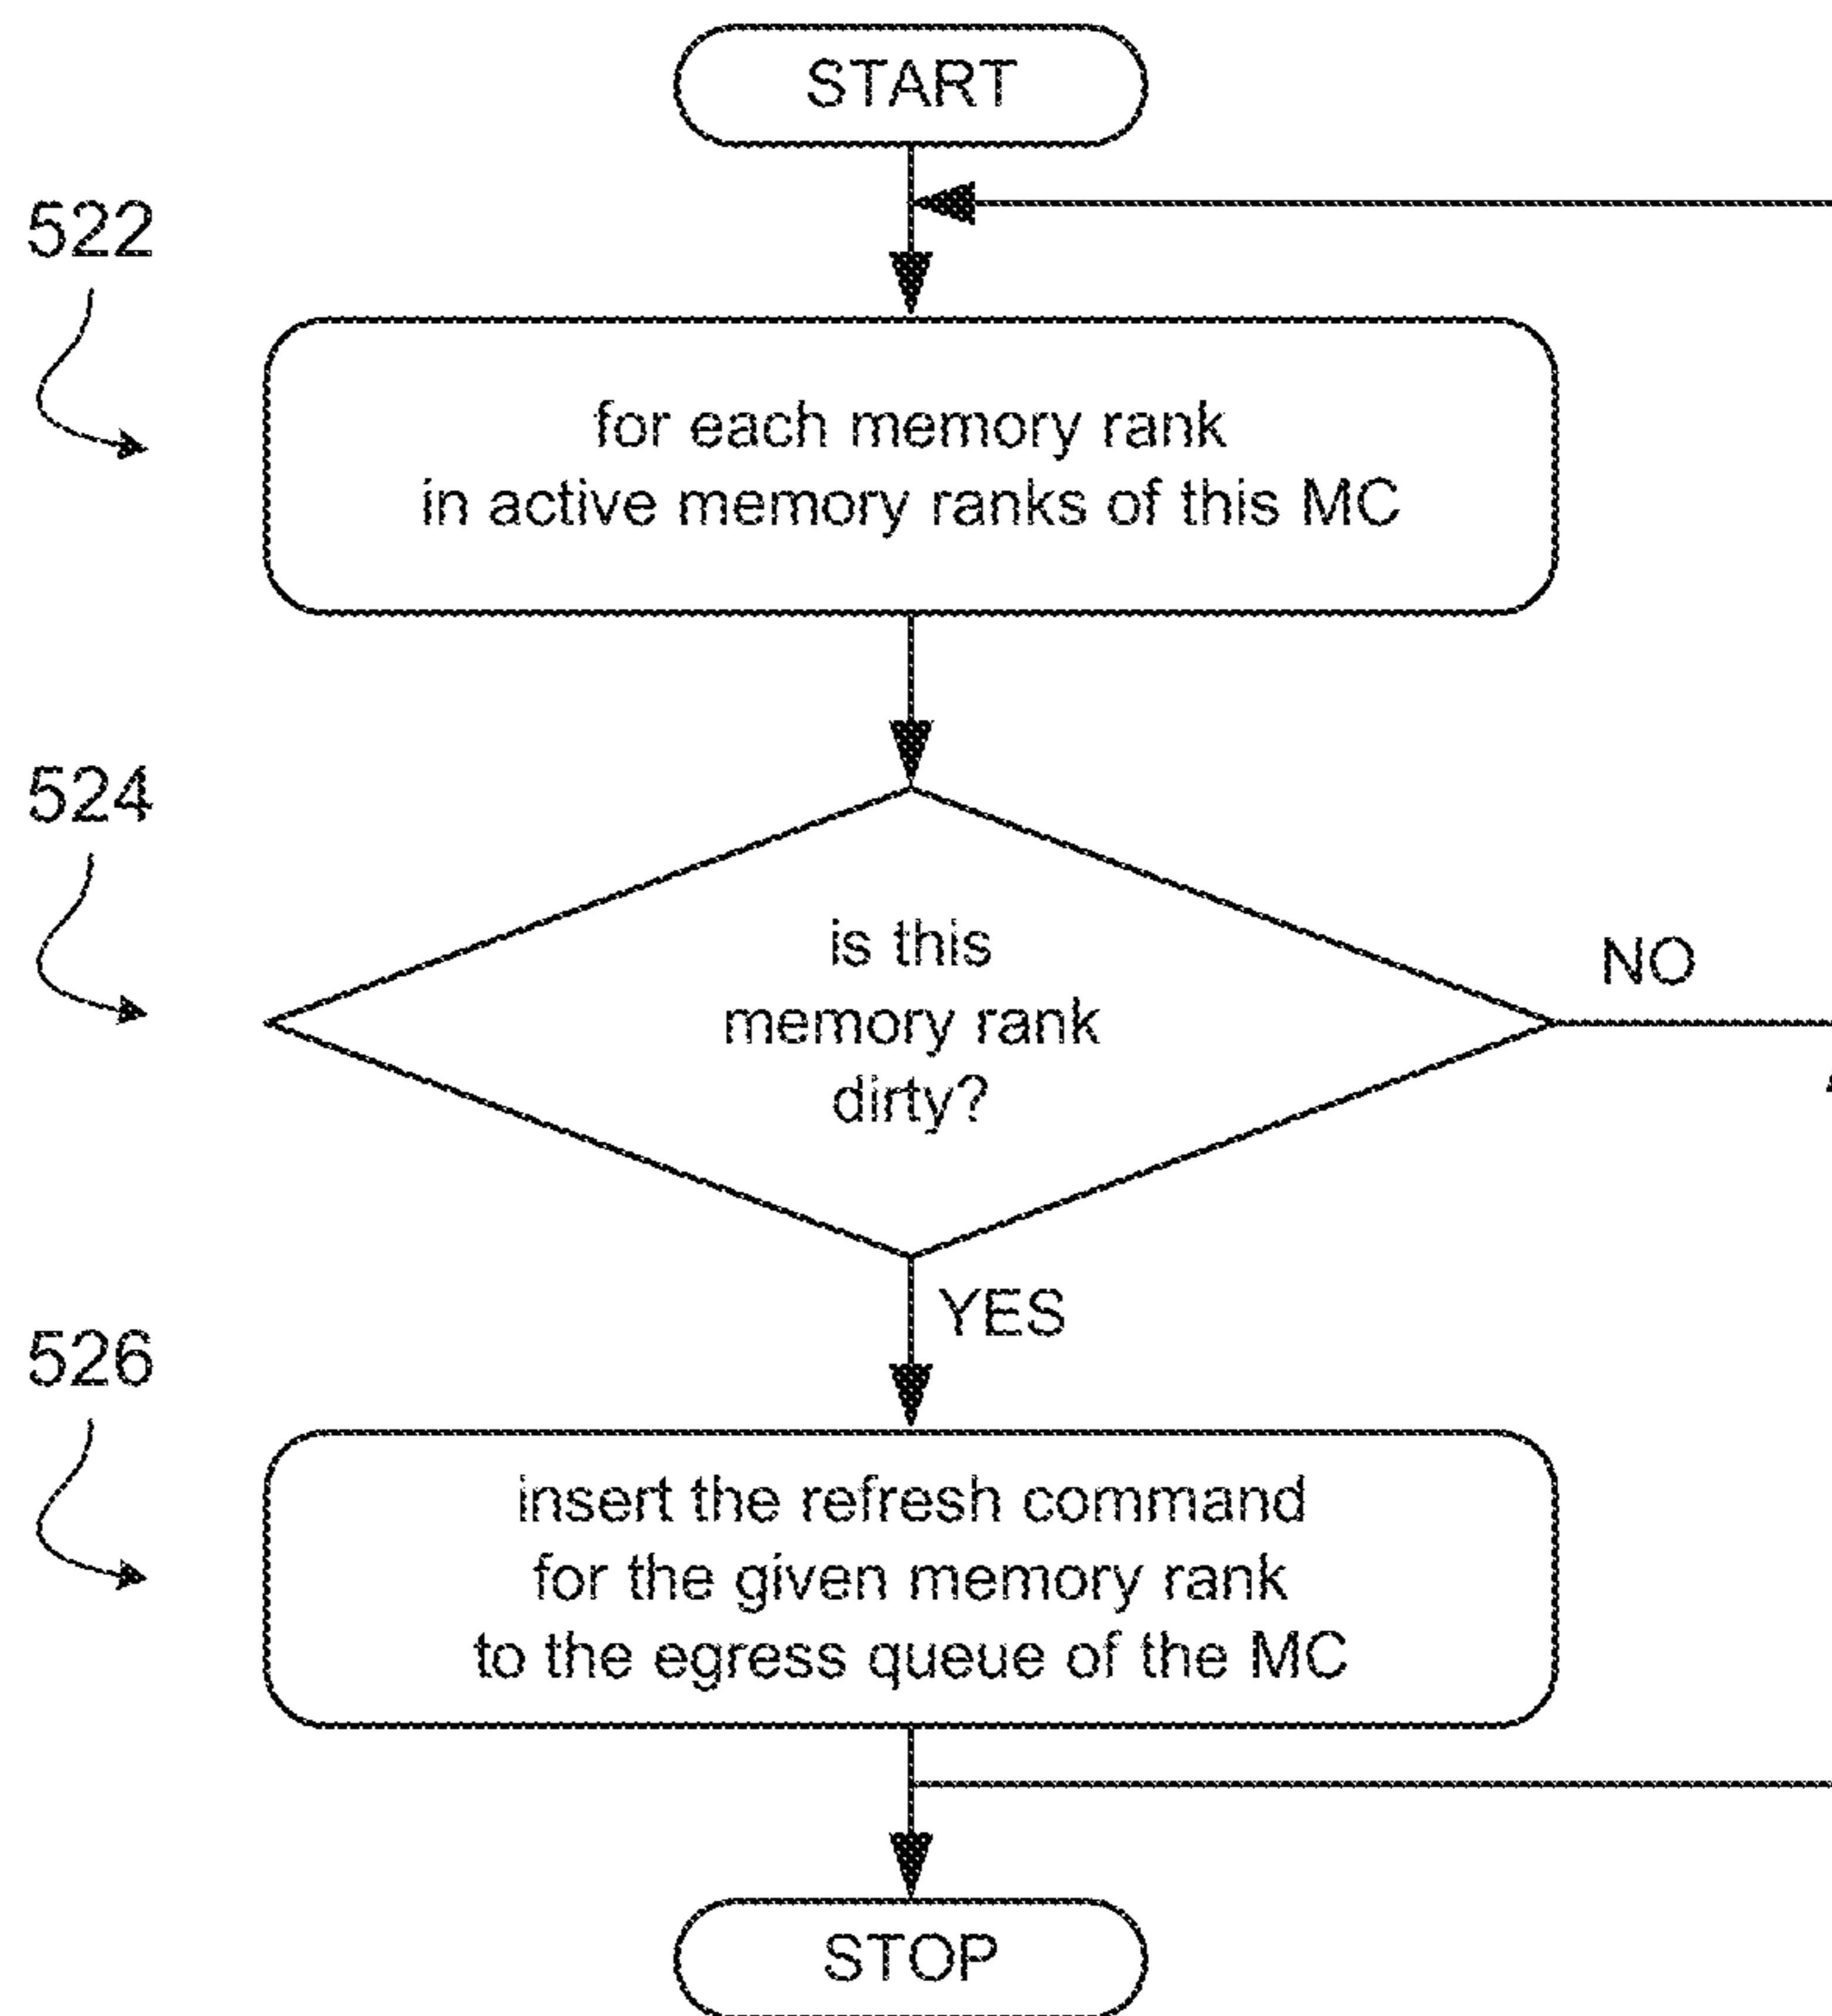 START
522
for each memory rank
in active memory ranks of this MC
524
is this
memory rank
dirty?
NO
YES
526
insert the refresh command
for the given memory rank
to the egress queue of the MC
STOP